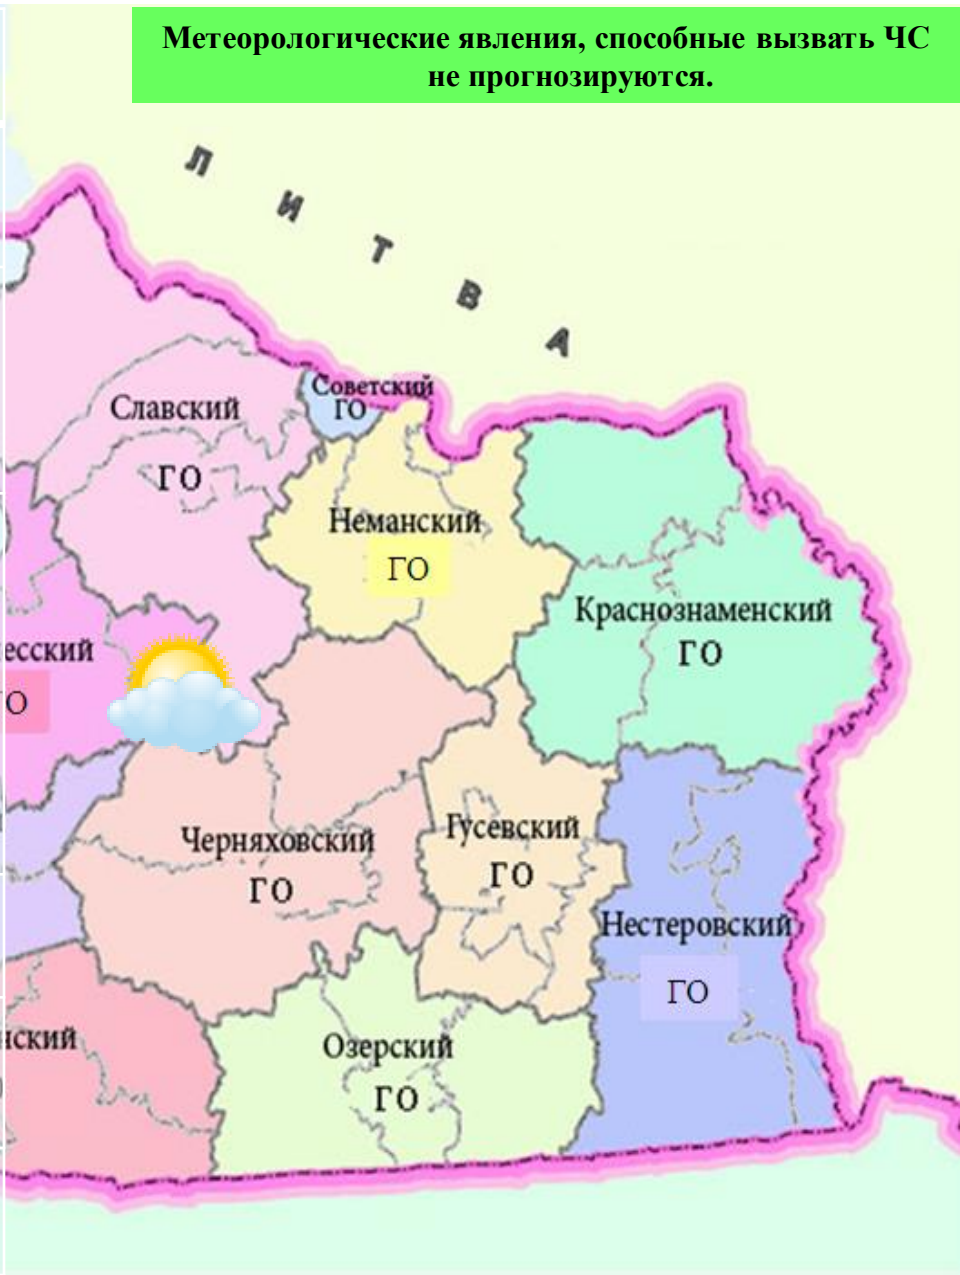 Метеорологические явления, способные вызвать ЧС
не прогнозируются.
Л И Т В А
Советский
ГО
Славский
ГО
Неманский
ГО
Краснознаменский
ГО
есский
ГО
Черняховский
ГО
Гусевский
ГО
Нестеровский
ГО
нский
Озерский
ГО